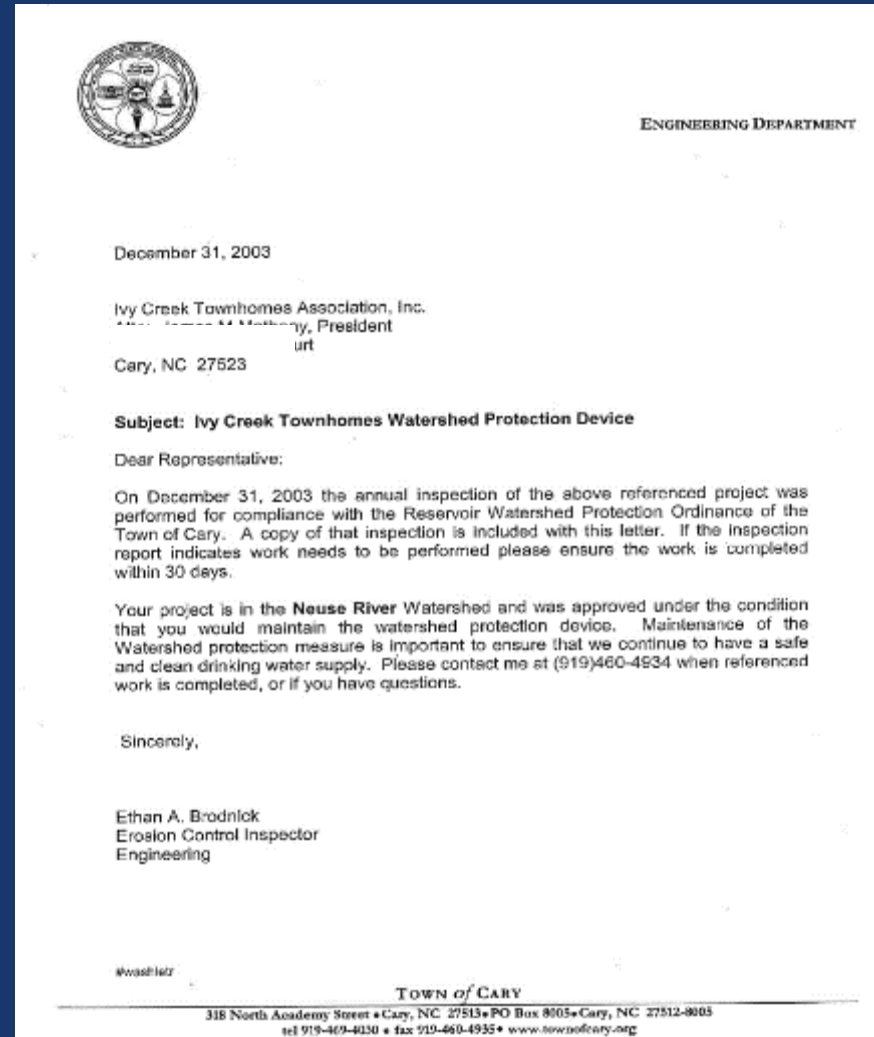 ENGINEERING DEPARTMENT
December 31, 2003
Ivy Creek Townhomes Association, Inc.
President
Cary, NC 27523
Subject: Ivy Creek Townhomes Watershed Protection Device
Dear Representative:
On December 31, 2003 the annual inspection of the above referenced project was
performed for compliance with the Reservoir Watershed Protection Ordinance of the
Town of Cary. A copy of that inspection is included with this letter. If the inspection
report indicates work needs to be performed please ensure the work is completed
within 30 days.
Your project is in the Neuse River Watershed and was approved under the condition
that you would maintain the watershed protection device. Maintenance of the
Watershed protection measure is important to ensure that we continue to have a safe
and clean drinking water supply. Please contact me at (919)460-4934 when referenced
work is completed, or if you have questions.
Sincerely,
Ethan A. Brodnick
Erosion Control Inspector
Engineering
TOWN of CARY
318 North Academy Street • Cary, NC 27513 • PO Box 8005 • Cary, NC 27512-8005
tel 919-469-4030 • fax 919-460-4935 • www.townofcary.org